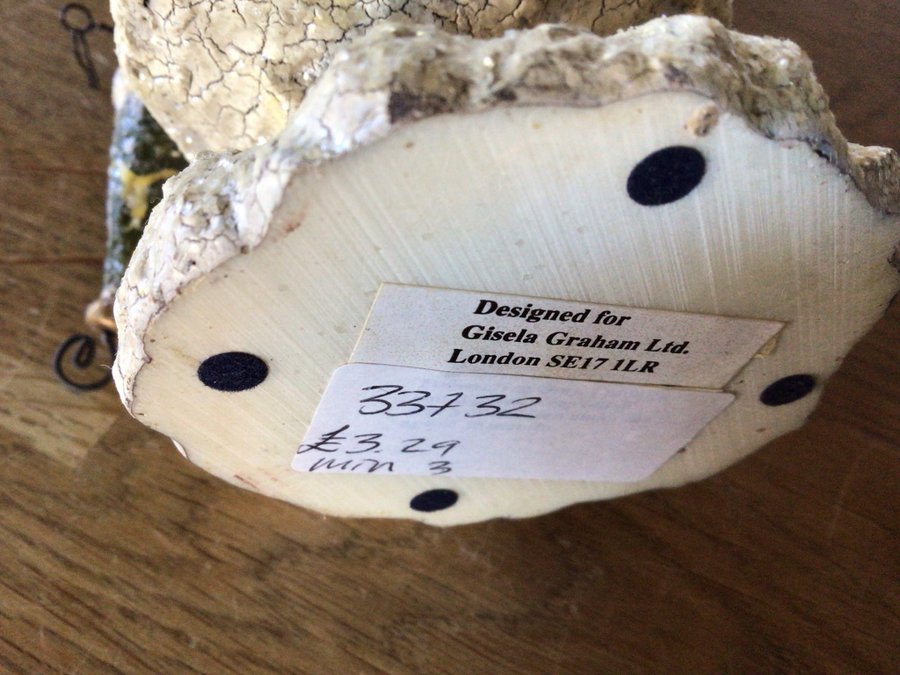 Designed for
Gisela Graham Ltd.
London SE17 1LR
33732
£3.29
min 3